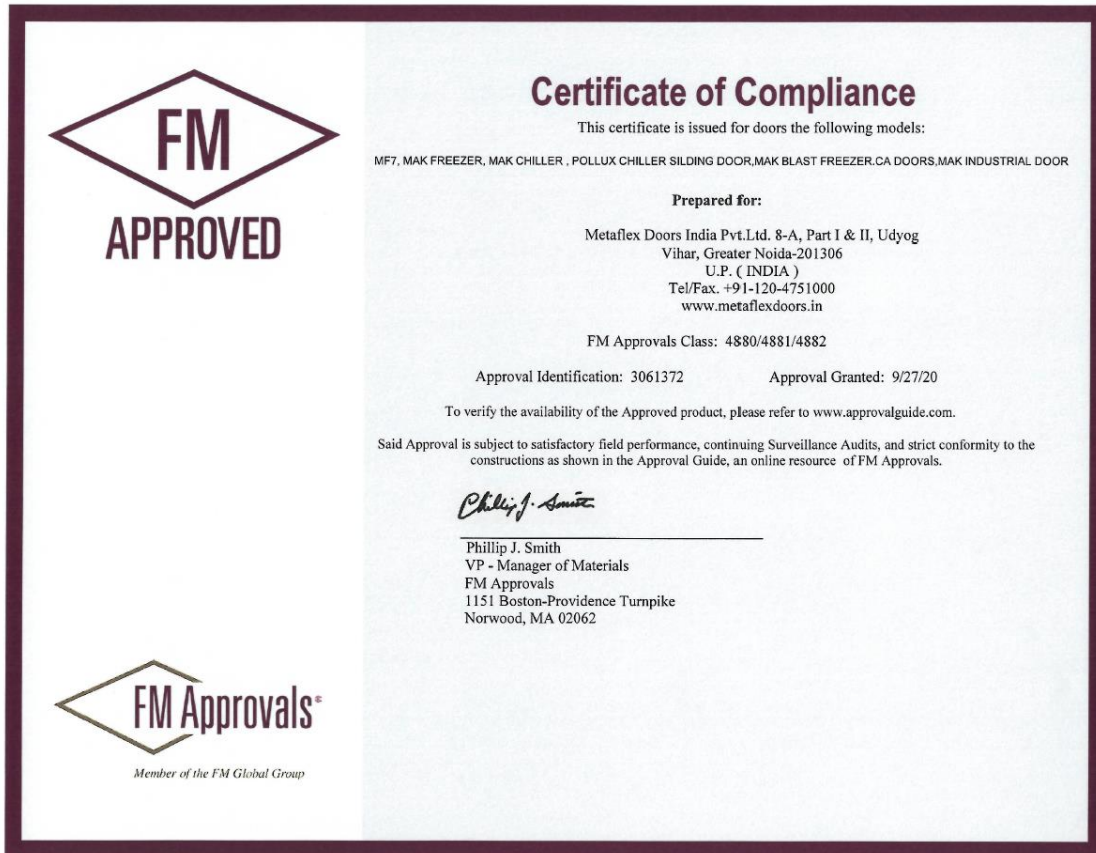 FM
APPROVED
Certificate of Compliance
This certificate is issued for doors the following models:
MF7, MAK FREEZER, MAK CHILLER , POLLUX CHILLER SILDING DOOR,MAK BLAST FREEZER.CA DOORS,MAK INDUSTRIAL DOOR
Prepared for:
Metaflex Doors India Pvt.Ltd. 8-A, Part I & II, Udyog
Vihar, Greater Noida-201306
U.P. ( INDIA )
Tel/Fax. +91-120-4751000
www.metaflexdoors.in
FM Approvals Class: 4880/4881/4882
Approval Identification: 3061372 Approval Granted: 9/27/20
To verify the availability of the Approved product, please refer to www.approvalguide.com.
Said Approval is subject to satisfactory field performance, continuing Surveillance Audits, and strict conformity to the
constructions as shown in the Approval Guide, an online resource of FM Approvals.
Phillip J. Smith
Phillip J. Smith
VP - Manager of Materials
FM Approvals
1151 Boston-Providence Turnpike
Norwood, MA 02062
FM Approvals®
Member of the FM Global Group